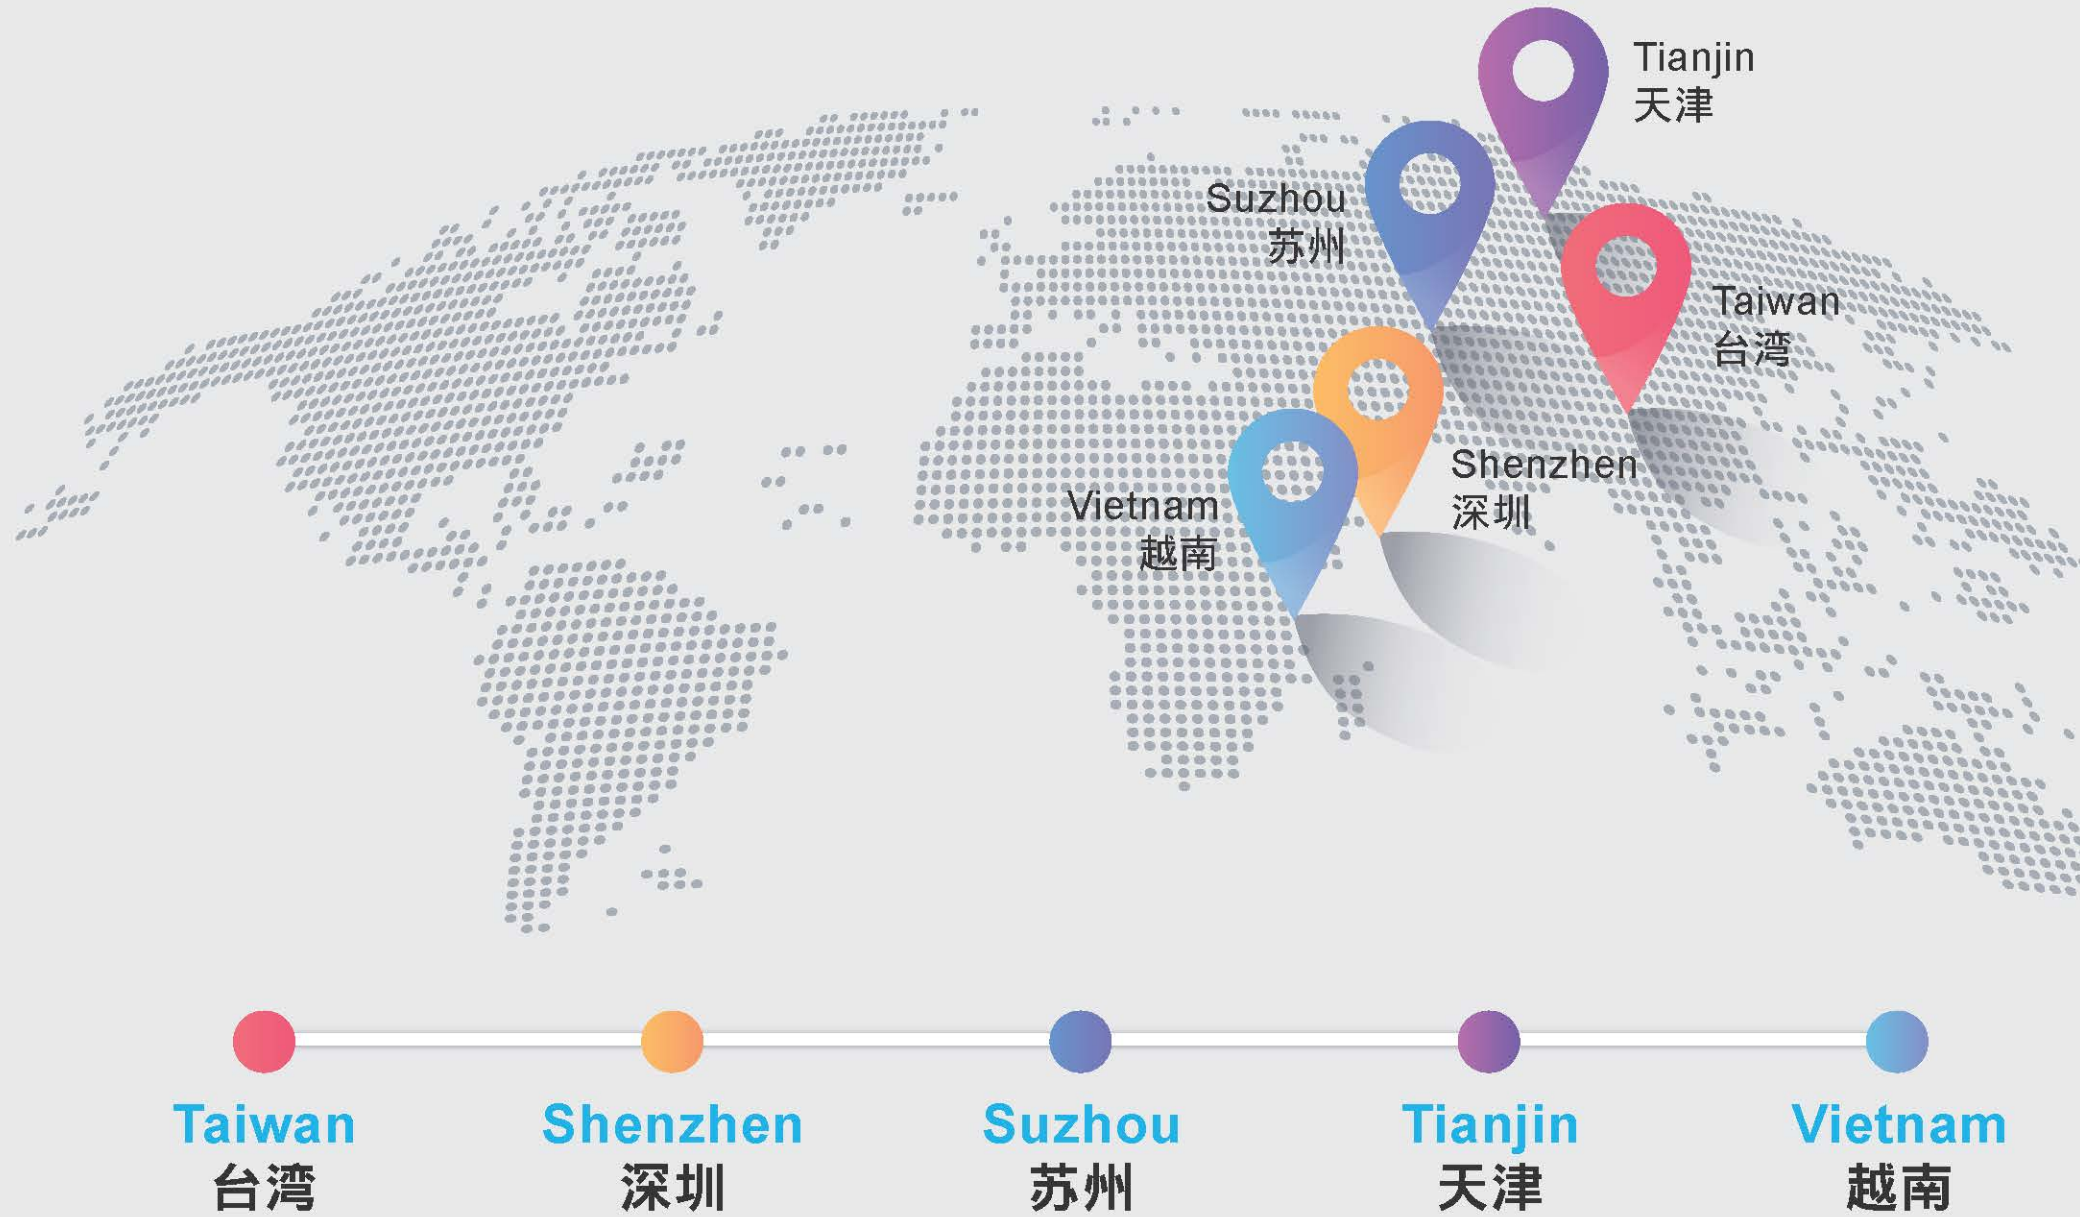 Tianjin
天津
Suzhou
苏州
Taiwan
台湾
Shenzhen
深圳
Vietnam
越南
Taiwan
台湾
Shenzhen
深圳
Suzhou
苏州
Tianjin
天津
Vietnam
越南